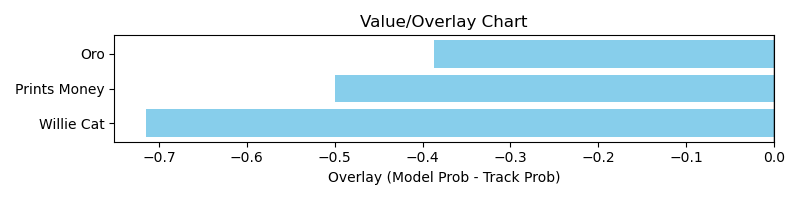 Value/Overlay Chart
Oro
Prints Money
Willie Cat
−0.7 −0.6 −0.5 −0.4 −0.3 −0.2 −0.1 0.0
Overlay (Model Prob - Track Prob)